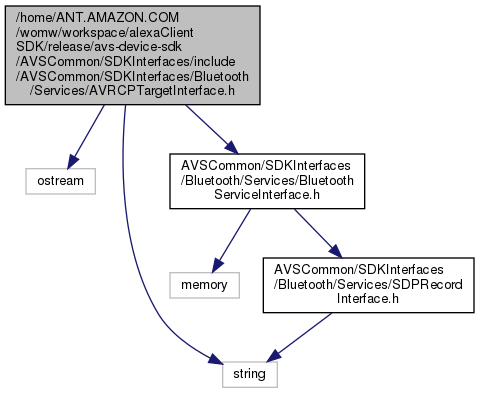 /home/ANT.AMAZON.COM
/womw/workspace/alexaClient
SDK/release/avs-device-sdk
/AVSCommon/SDKInterfaces/include
/AVSCommon/SDKInterfaces/Bluetooth
/Services/AVRCPTargetInterface.h
ostream
AVSCommon/SDKInterfaces
/Bluetooth/Services/Bluetooth
ServiceInterface.h
memory
AVSCommon/SDKInterfaces
/Bluetooth/Services/SDPRecord
Interface.h
string